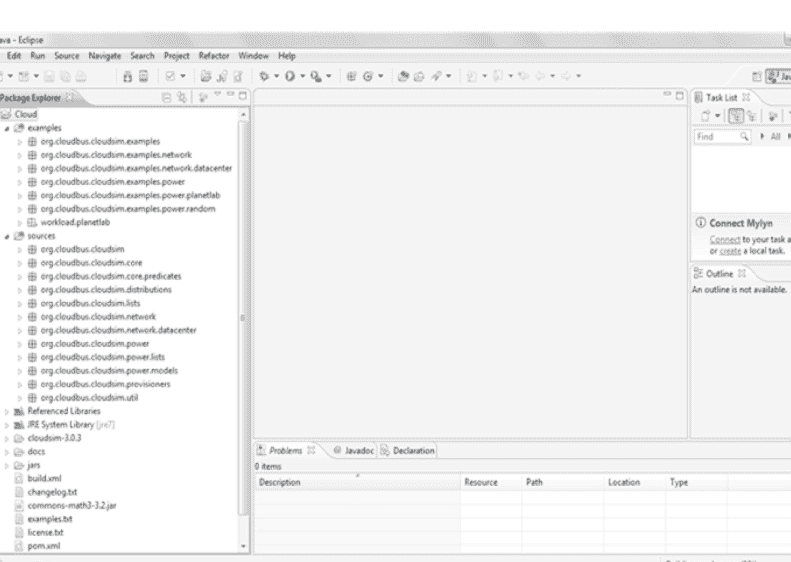 ava - Eclipse
Edit Run Source Navigate Search Project Refactor Window Help
Package Explorer
Cloud
examples
org.cloudbus.cloudsim.examples
org.cloudbus.cloudsim.examples.network
org.cloudbus.cloudsim.examples.network.datacenter
org.cloudbus.cloudsim.examples.power
org.cloudbus.cloudsim.examples.power.planetlab
org.cloudbus.cloudsim.examples.power.random
workload.planetlab
sources
org.cloudbus.cloudsim
org.cloudbus.cloudsim.core
org.cloudbus.cloudsim.core.predicates
org.cloudbus.cloudsim.distributions
org.cloudbus.cloudsim.lists
org.cloudbus.cloudsim.network
org.cloudbus.cloudsim.network.datacenter
org.cloudbus.cloudsim.power
org.cloudbus.cloudsim.power.lists
org.cloudbus.cloudsim.power.models
org.cloudbus.cloudsim.provisioners
org.cloudbus.cloudsim.util
Referenced Libraries
JRE System Library [jre7]
cloudsim-3.0.3
docs
jars
build.xml
changelog.txt
commons-math3-3.2.jar
examples.txt
license.txt
pom.xml
Problems Javadoc Declaration
0 items
Description Resource Path Location Type
Jav
Task List
Find All
Connect Mylyn
Connect to your task a
or create a local task.
Outline
An outline is not available.